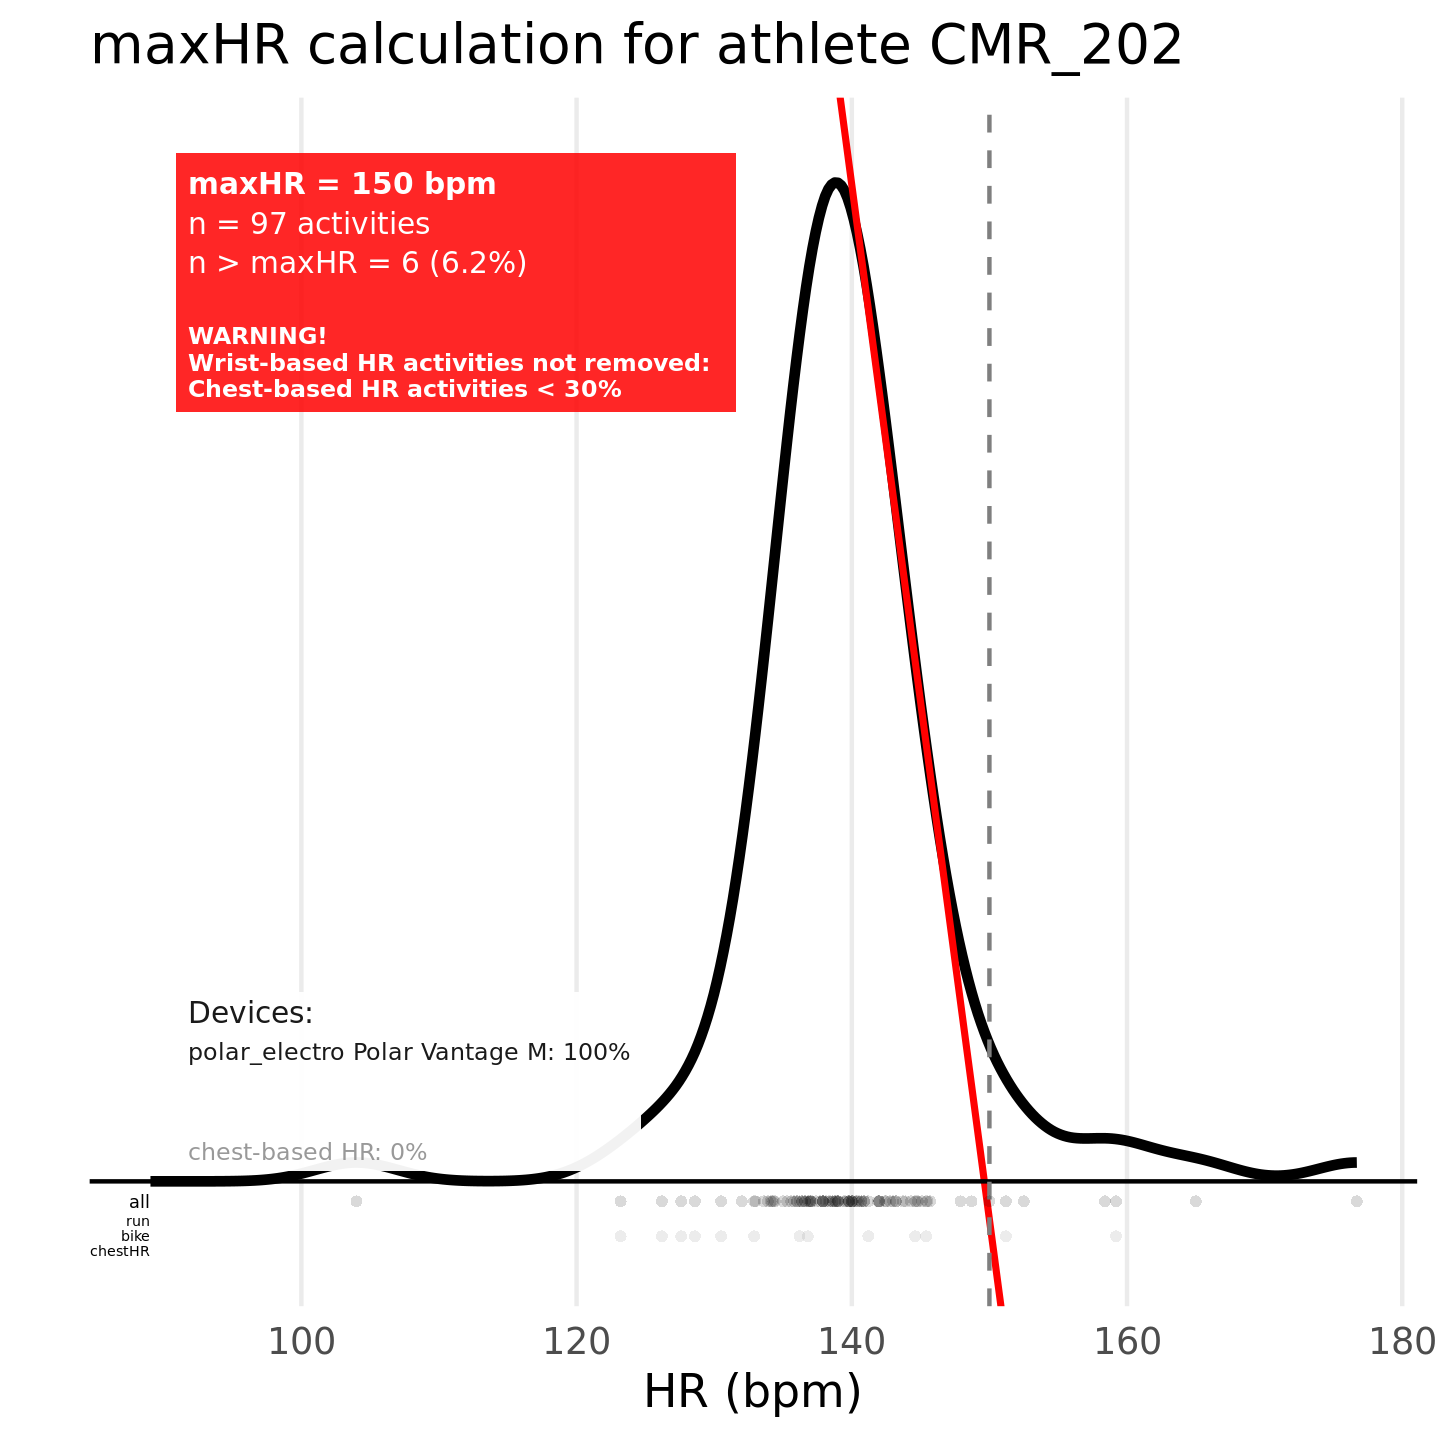 maxHR calculation for athlete CMR_202
maxHR = 150 bpm
n = 97 activities
n > maxHR = 6 (6.2%)
WARNING!
Wrist-based HR activities not removed:
Chest-based HR activities < 30%
Devices:
polar_electro Polar Vantage M: 100%
chest-based HR: 0%
all
run
bike
chestHR
100 120 140 160 180
HR (bpm)